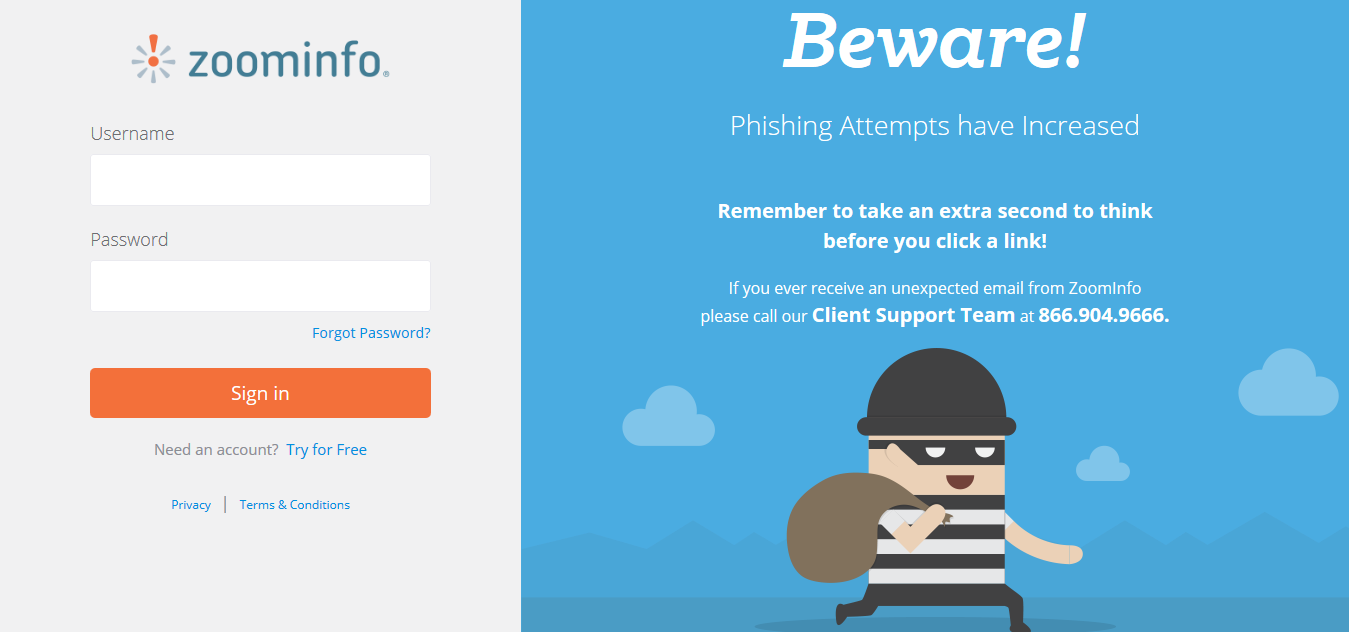 zoominfo®
Username
Password
Forgot Password?
Sign in
Need an account? Try for Free
Privacy | Terms & Conditions
Beware!
Phishing Attempts have Increased
Remember to take an extra second to think
before you click a link!
If you ever receive an unexpected email from ZoomInfo
please call our Client Support Team at 866.904.9666.